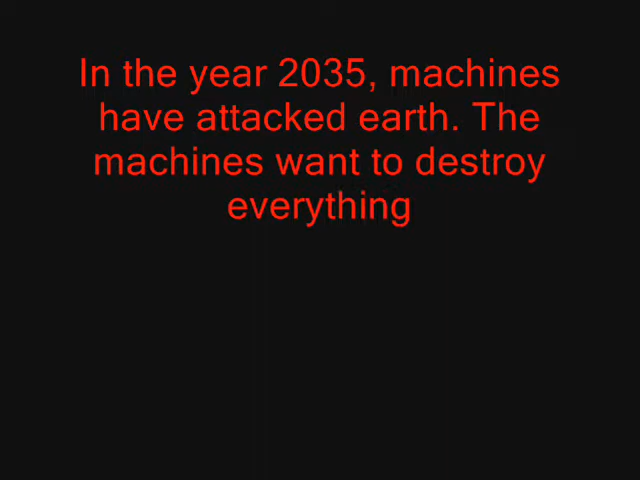 In the year 2035, machines
have attacked earth. The
machines want to destroy
everything